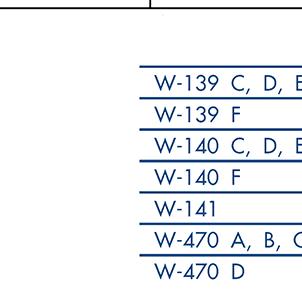 W-139 C, D, E
W-139 F
W-140 C, D, E
W-140 F
W-141
W-470 A, B, C
W-470 D